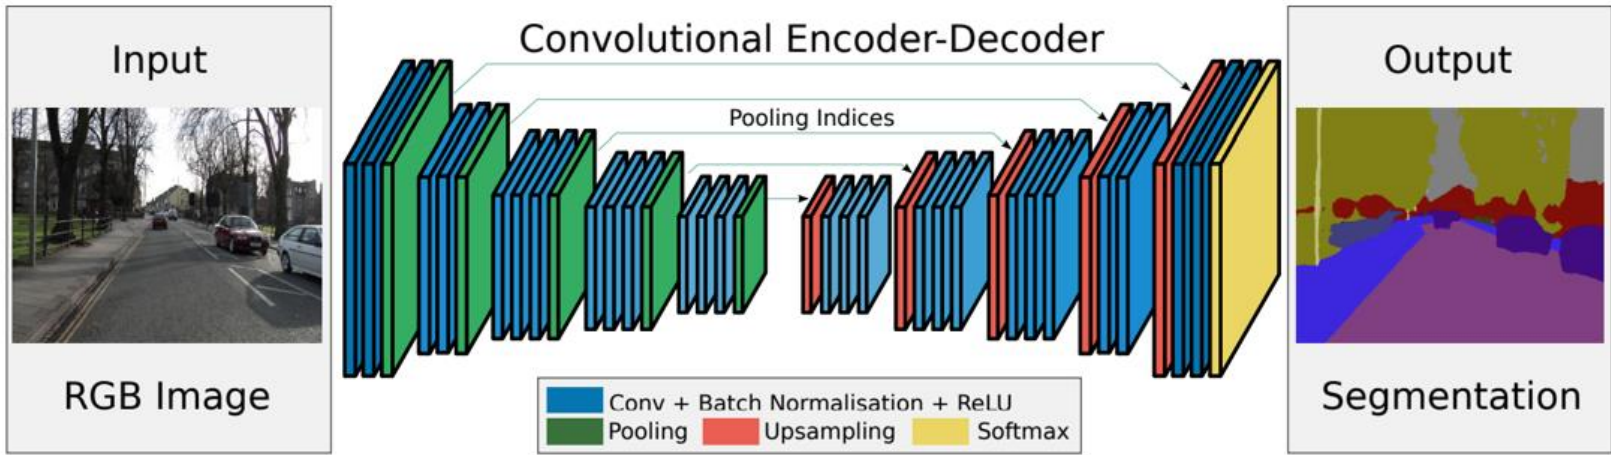 Input
RGB Image
Convolutional Encoder-Decoder
Pooling Indices
Conv + Batch Normalisation + ReLU
Pooling
Upsampling
Softmax
Output
Segmentation